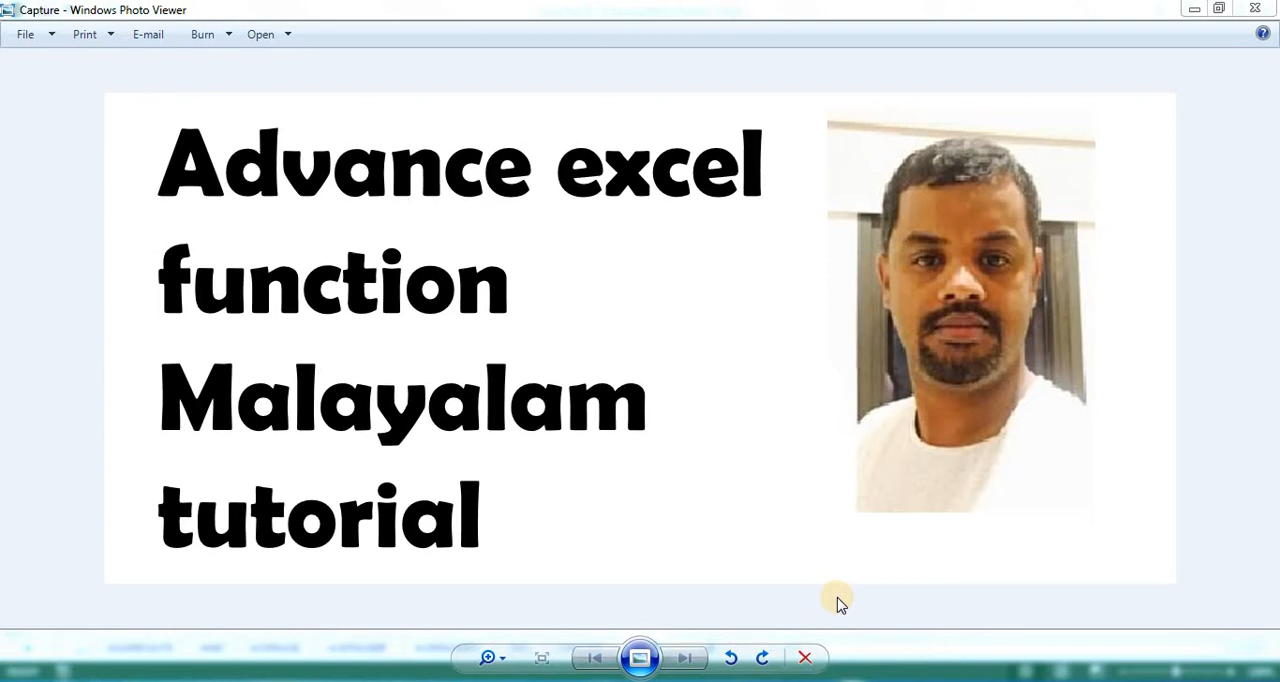 Capture - Windows Photo Viewer
File Print E-mail Burn Open
Advance excel
function
Malayalam
tutorial